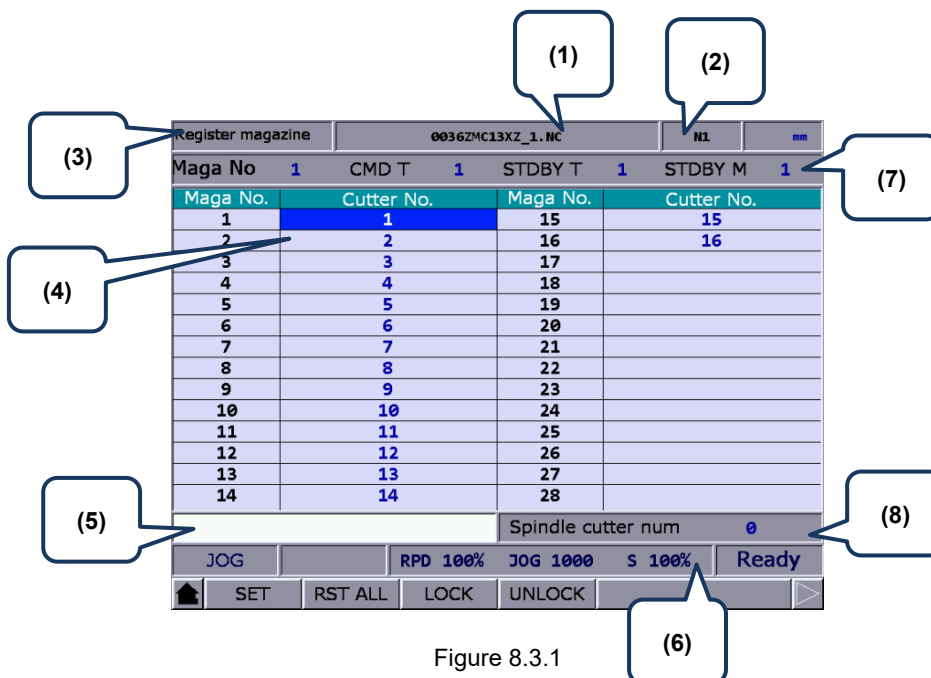 (1)
(2)
(3)
Register magazine 0036ZMC13XZ_1.NC N1 mm
Maga No 1 CMD T 1 STDBY T 1 STDBY M 1
(7)
Maga No. Cutter No. Maga No. Cutter No.
1 1 15 15
2 2 16 16
(4)
3 3 17
4 4 18
5 5 19
6 6 20
7 7 21
8 8 22
9 9 23
10 10 24
11 11 25
12 12 26
13 13 27
14 14 28
(5)
Spindle cutter num 0
(8)
JOG RPD 100% JOG 1000 S 100% Ready
SET RST ALL LOCK UNLOCK
(6)
Figure 8.3.1